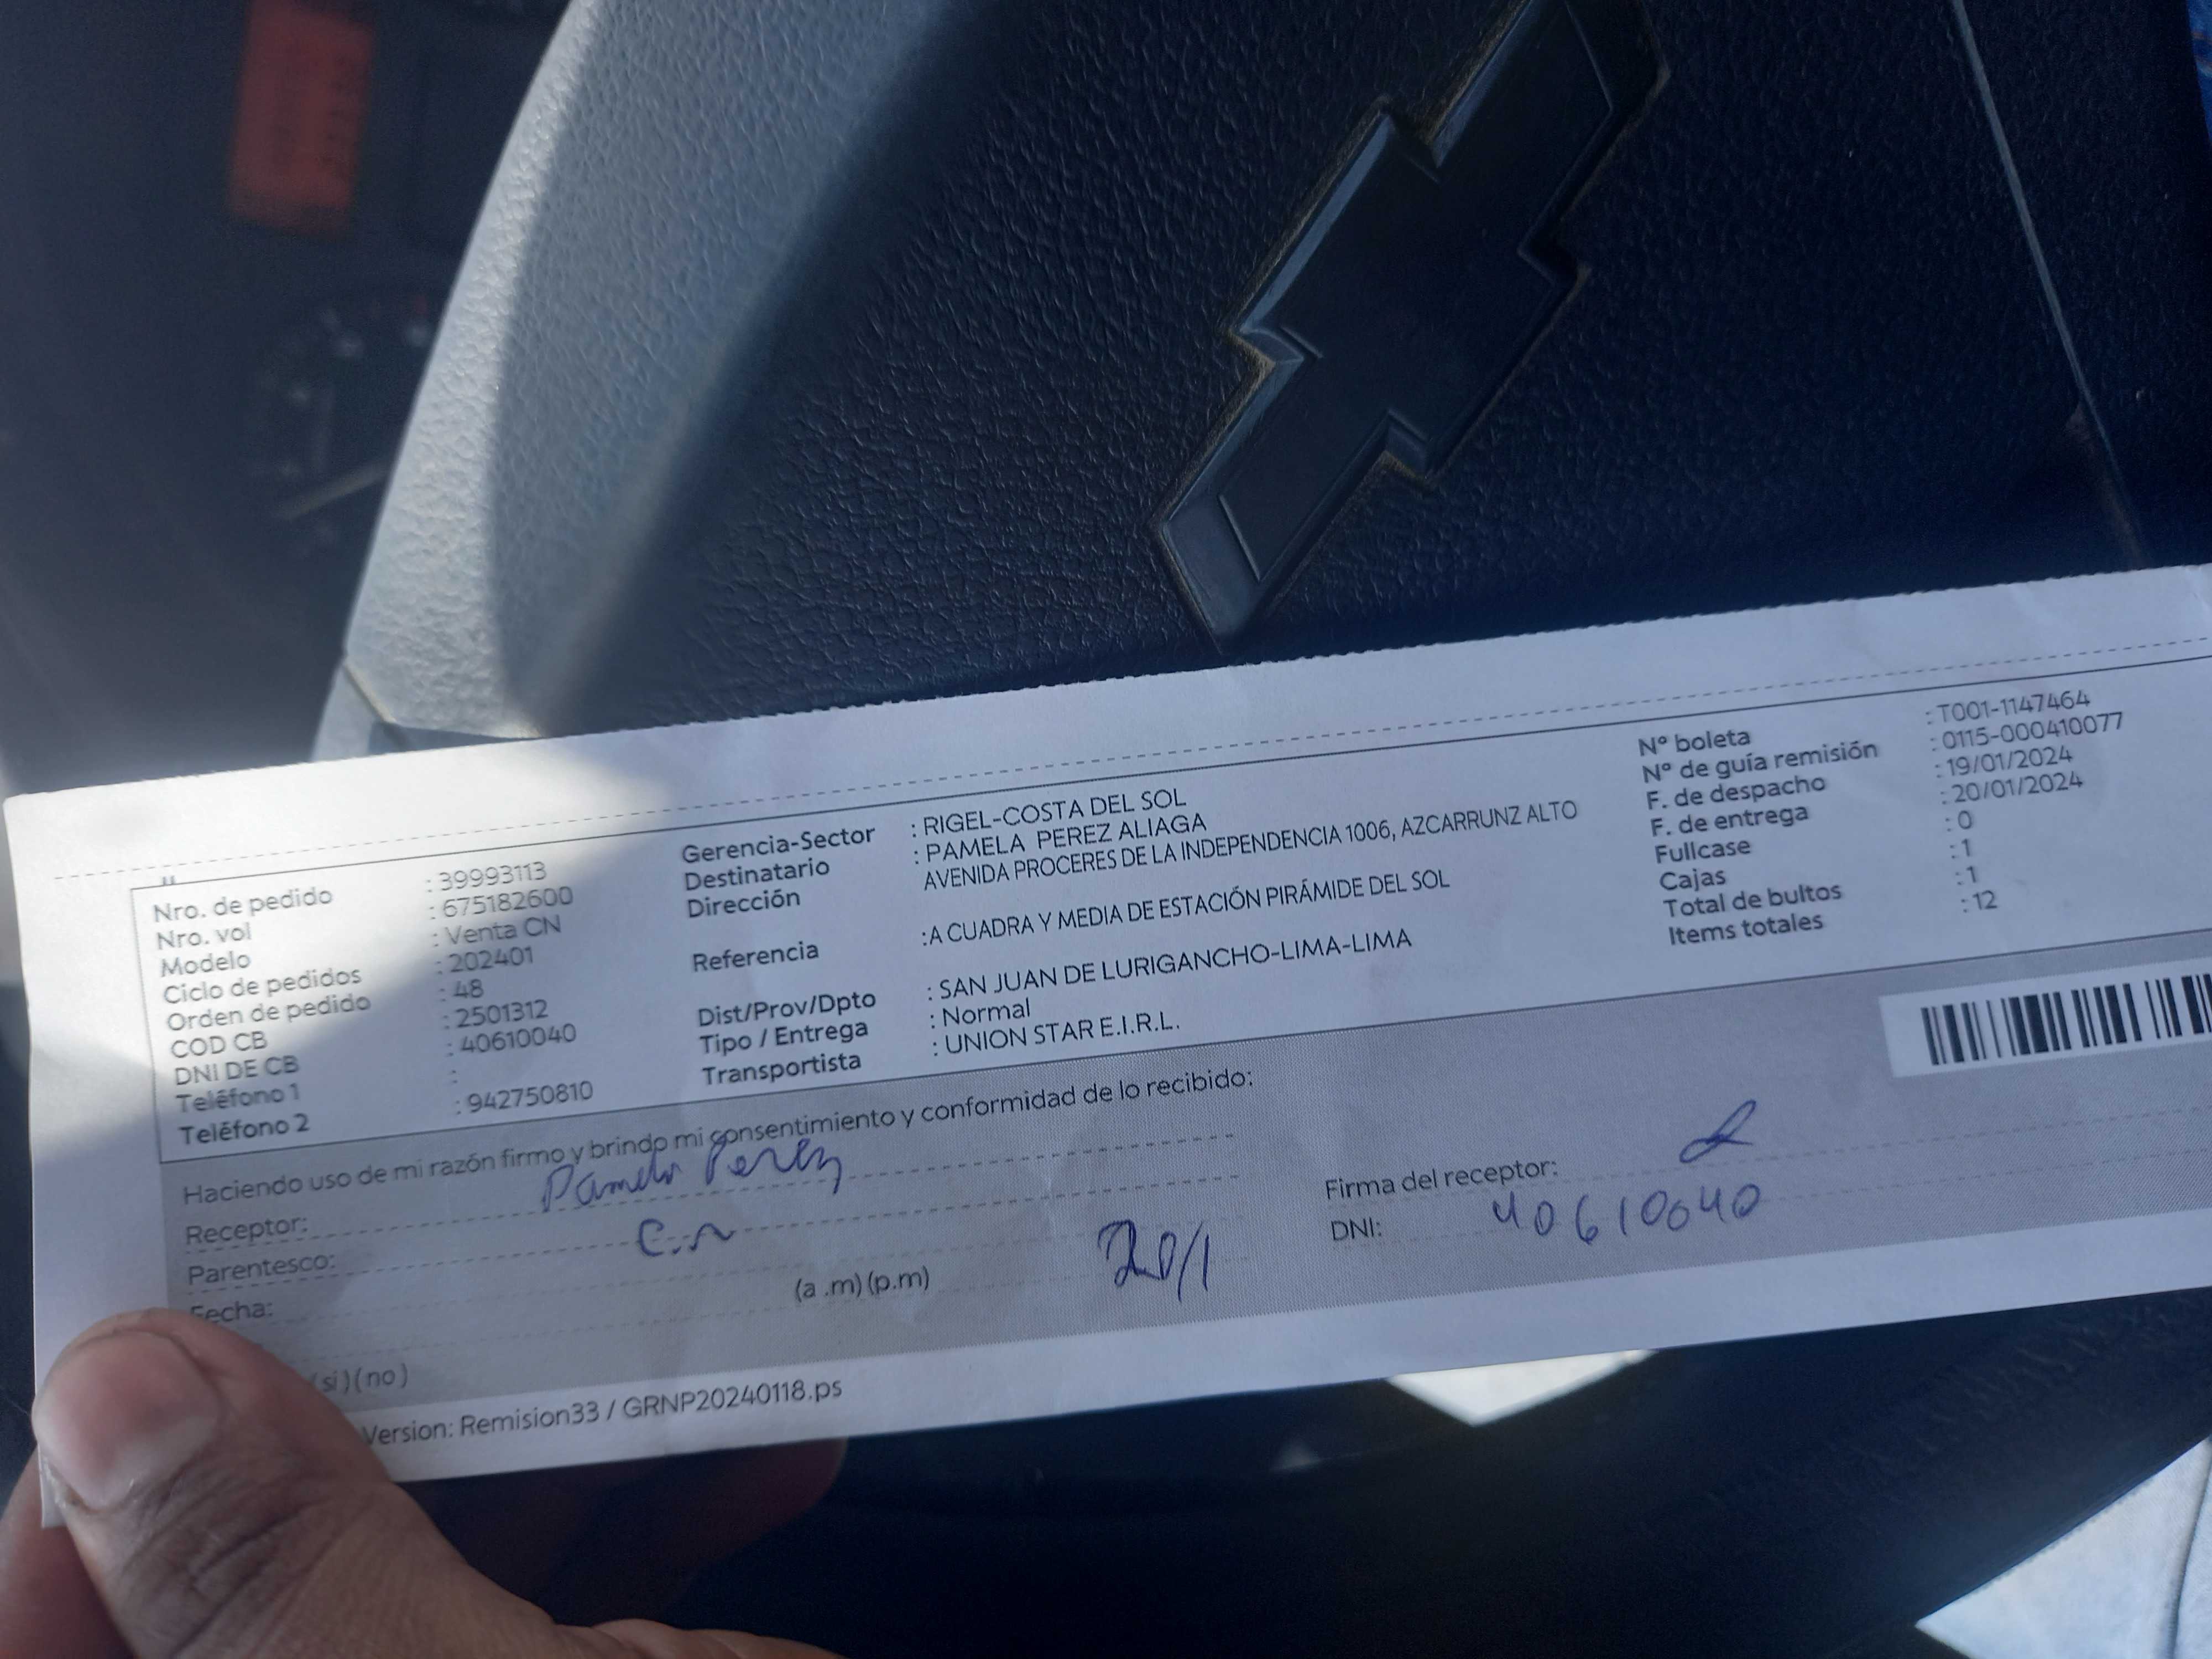 Nro. de pedido : 39993113
Nro. vol : 675182600
Modelo : Venta CN
Ciclo de pedidos : 202401
Orden de pedido : 48
COD CB : 2501312
DNI DE CB : 40610040
Teléfono 1 :
Teléfono 2 : 942750810
Gerencia-Sector : RIGEL-COSTA DEL SOL
Destinatario : PAMELA PEREZ ALIAGA
Dirección AVENIDA PROCERES DE LA INDEPENDENCIA 1006, AZCARRUNZ ALTO
Referencia :A CUADRA Y MEDIA DE ESTACIÓN PIRÁMIDE DEL SOL
Dist/Prov/Dpto : SAN JUAN DE LURIGANCHO-LIMA-LIMA
Tipo / Entrega : Normal
Transportista : UNION STAR E.I.R.L.
N° boleta : T001-1147464
N° de guía remisión : 0115-000410077
F. de despacho : 19/01/2024
F. de entrega : 20/01/2024
Fullcase : 0
Cajas : 1
Total de bultos : 1
Items totales : 12
Haciendo uso de mi razón firmo y brindo mi consentimiento y conformidad de lo recibido:
Receptor: Pamela Perez
Parentesco: C.N
Fecha: (a .m) (p.m) 20/1
Firma del receptor:
DNI: 40610040
(si) (no)
Version: Remision33 / GRNP20240118.ps